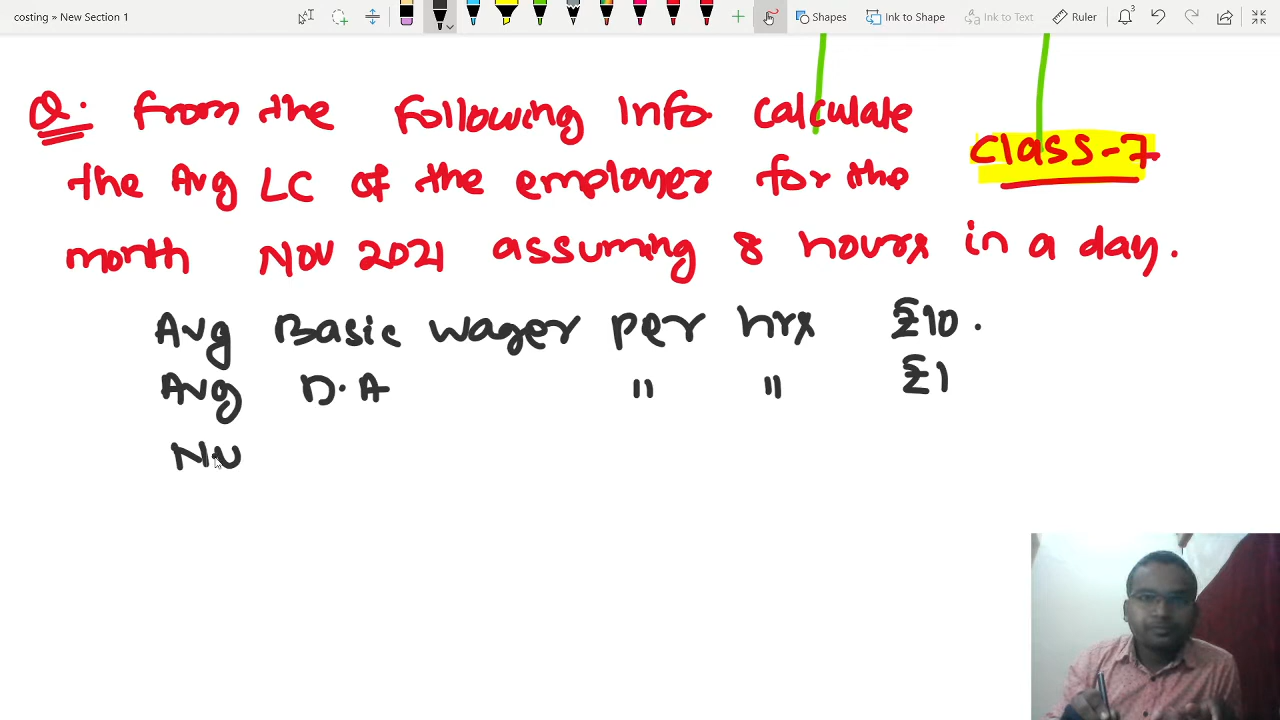 costing » New Section 1
Shapes Ink to Shape Ink to Text Ruler
Q. From the Following Info Calculate
the Avg LC of the employer for the
Class-7
month Nov 2021 assuming 8 hours in a day.
Avg Basic wager per hrs ₹10.
Avg D.A " " ₹1
Nu